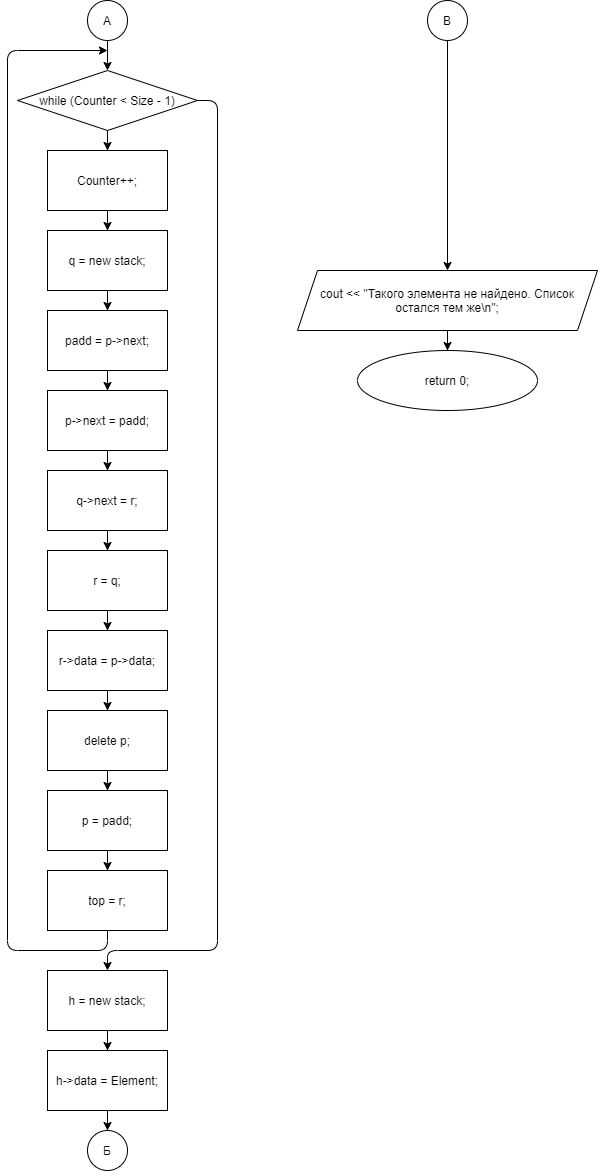 А
while (Counter < Size - 1)
Counter++;
q = new stack;
padd = p->next;
p->next = padd;
q->next = r;
r = q;
r->data = p->data;
delete p;
p = padd;
top = r;
h = new stack;
h->data = Element;
Б
В
cout << "Такого элемента не найдено. Список
остался тем же\n";
return 0;